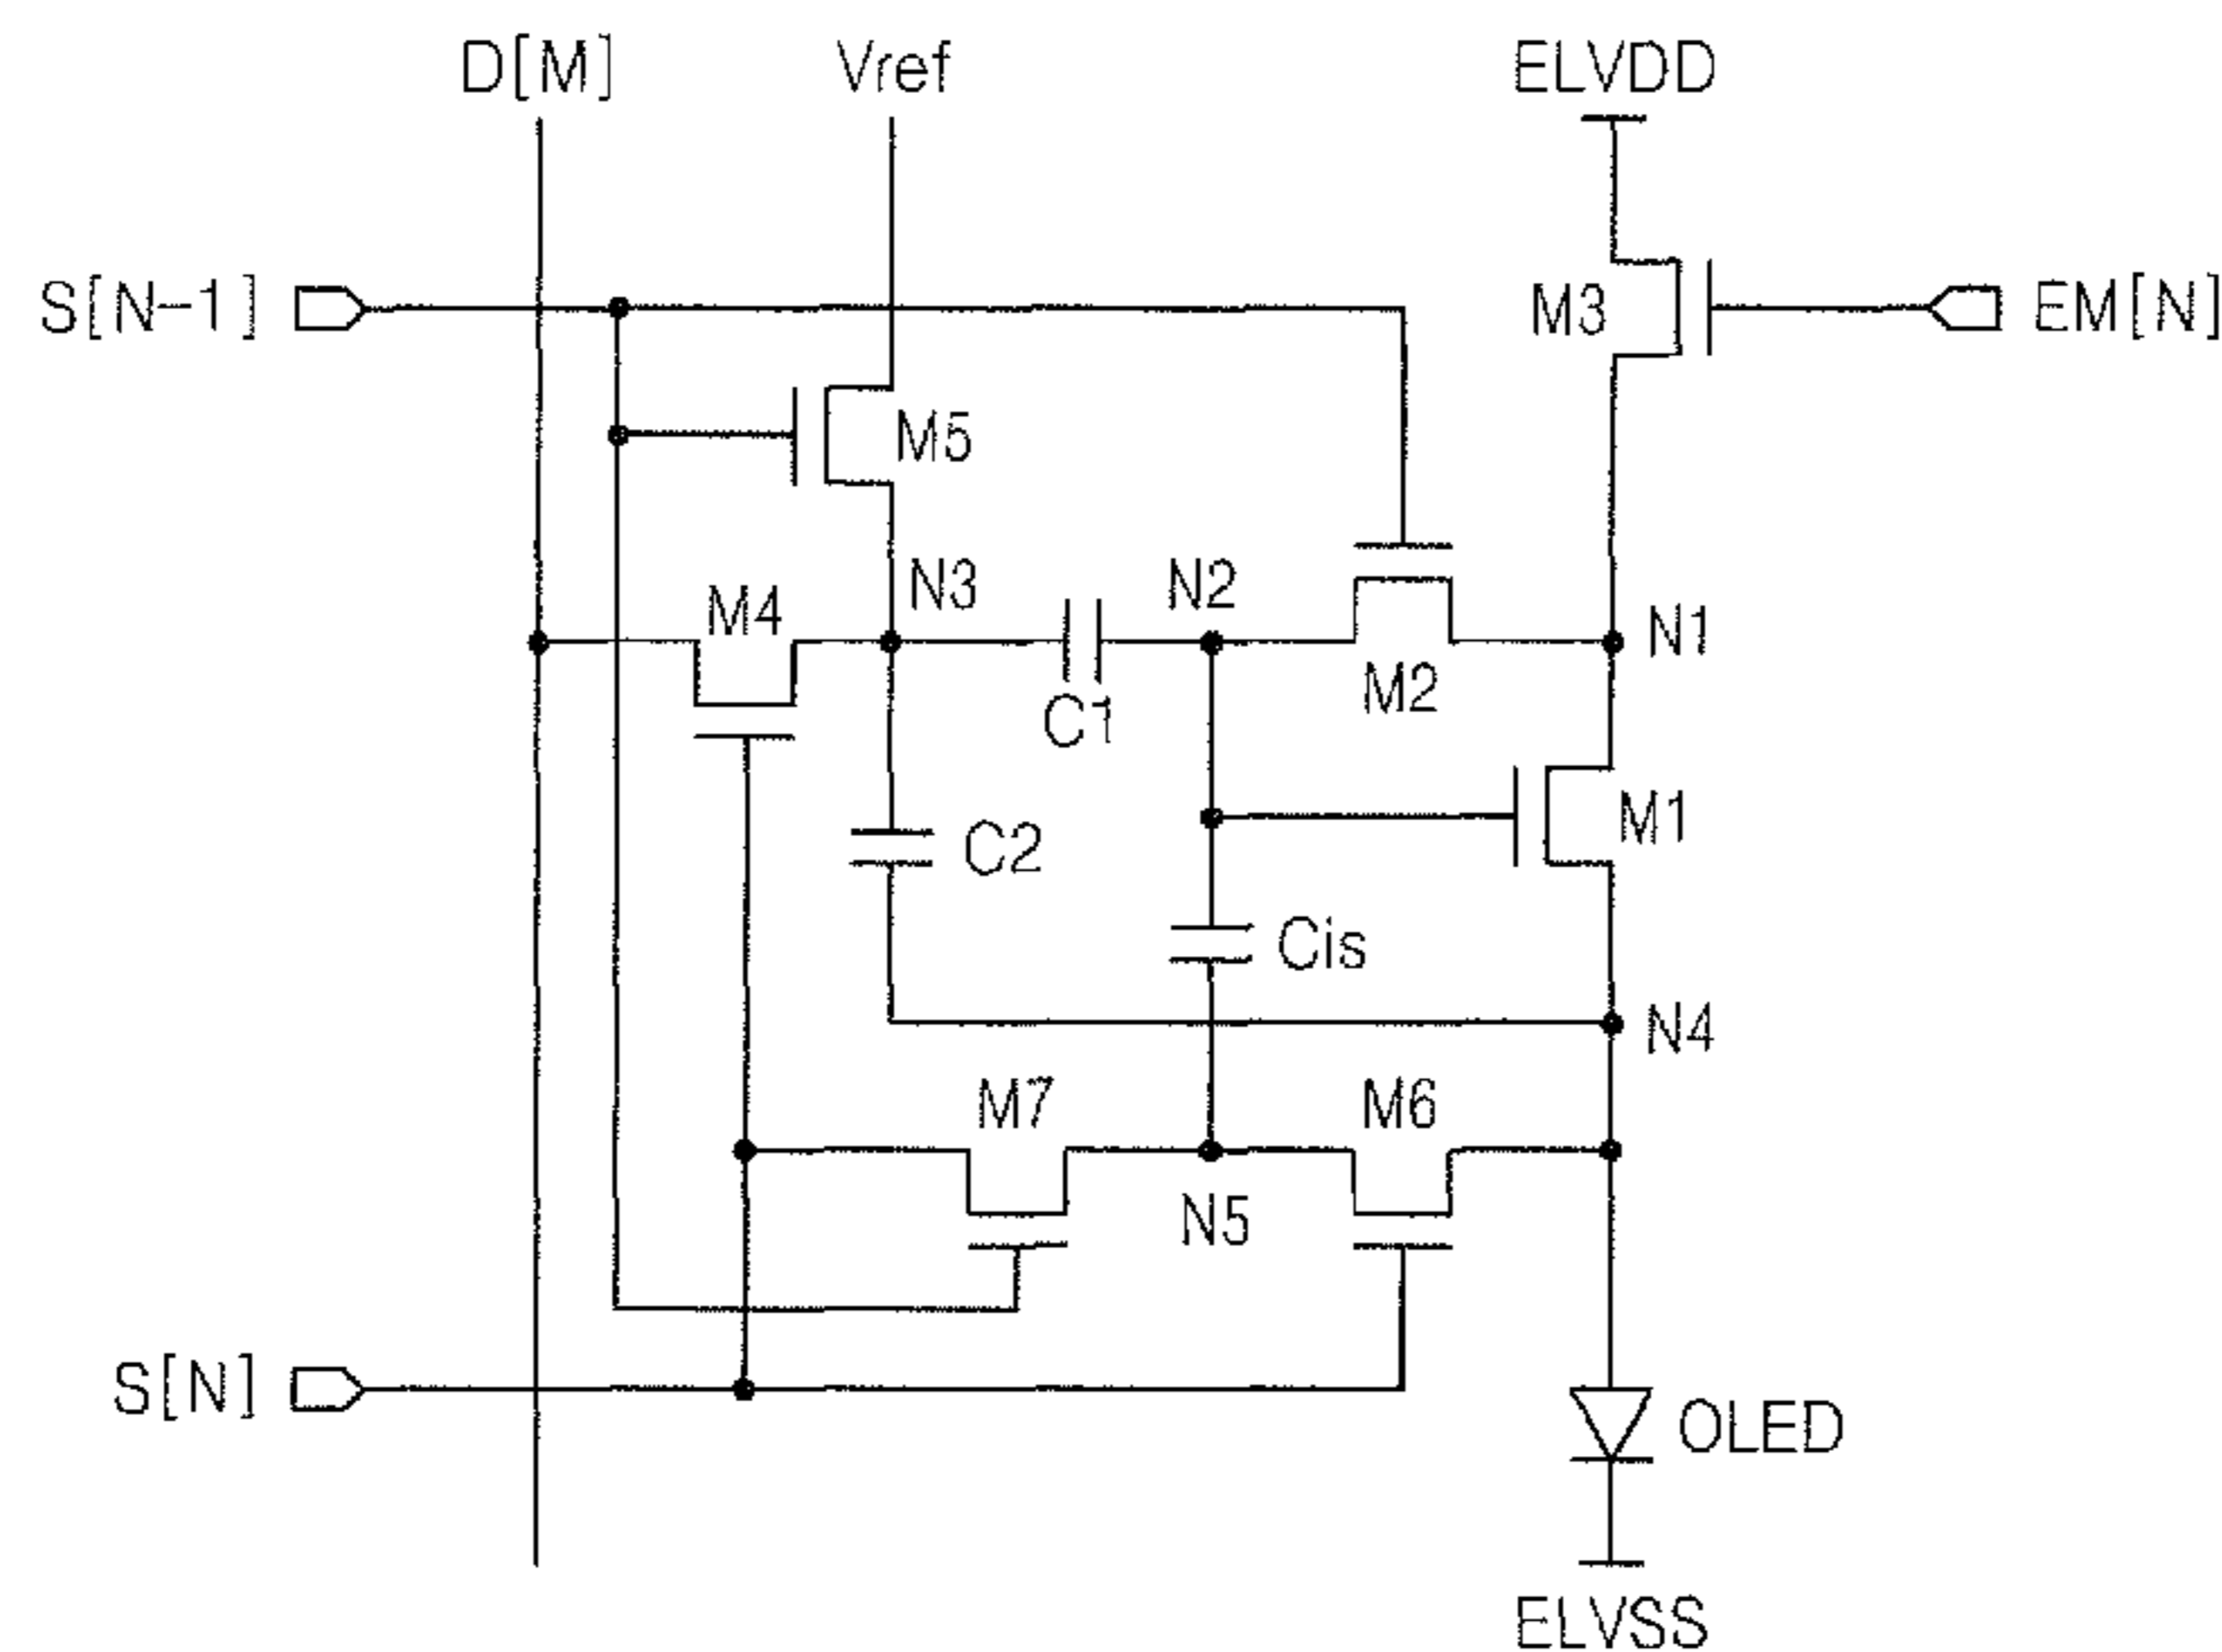 D[M]
Vref
ELVDD
S[N-1]
M3
EM[N]
M5
N3
N2
M4
N1
M2
C1
M1
C2
Cis
N4
M7
M6
N5
S[N]
OLED
ELVSS